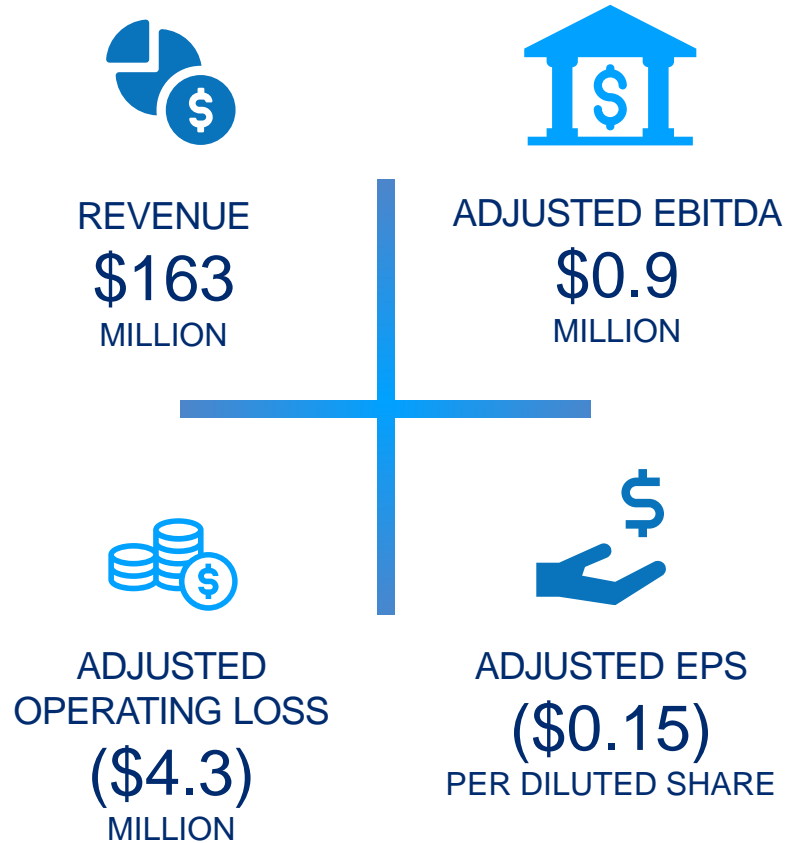 REVENUE
$163
MILLION
ADJUSTED EBITDA
$0.9
MILLION
ADJUSTED
OPERATING LOSS
($4.3)
MILLION
ADJUSTED EPS
($0.15)
PER DILUTED SHARE